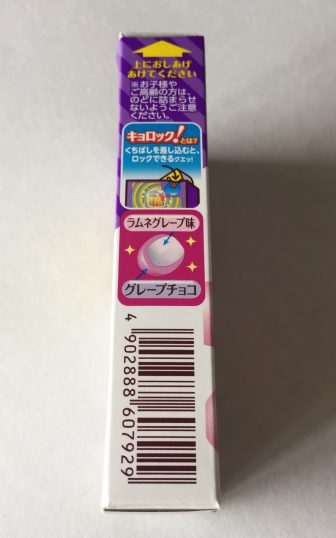 上におしあげ
あけてください
※お子様や
ご高齢の方は、
のどに詰まらせ
ないようご注意
ください。
キョロック!とは?
くちばしを差し込むと、
ロックできるクエッ!
ラムネグレープ味
グレープチョコ
4 902888 607929